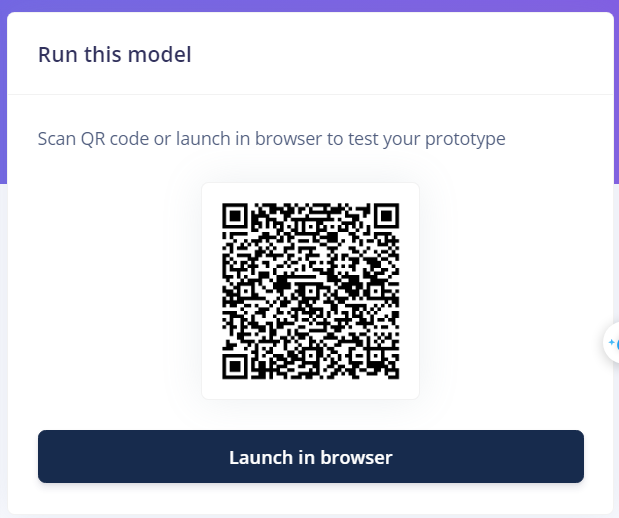 Run this model
Scan QR code or launch in browser to test your prototype
Launch in browser